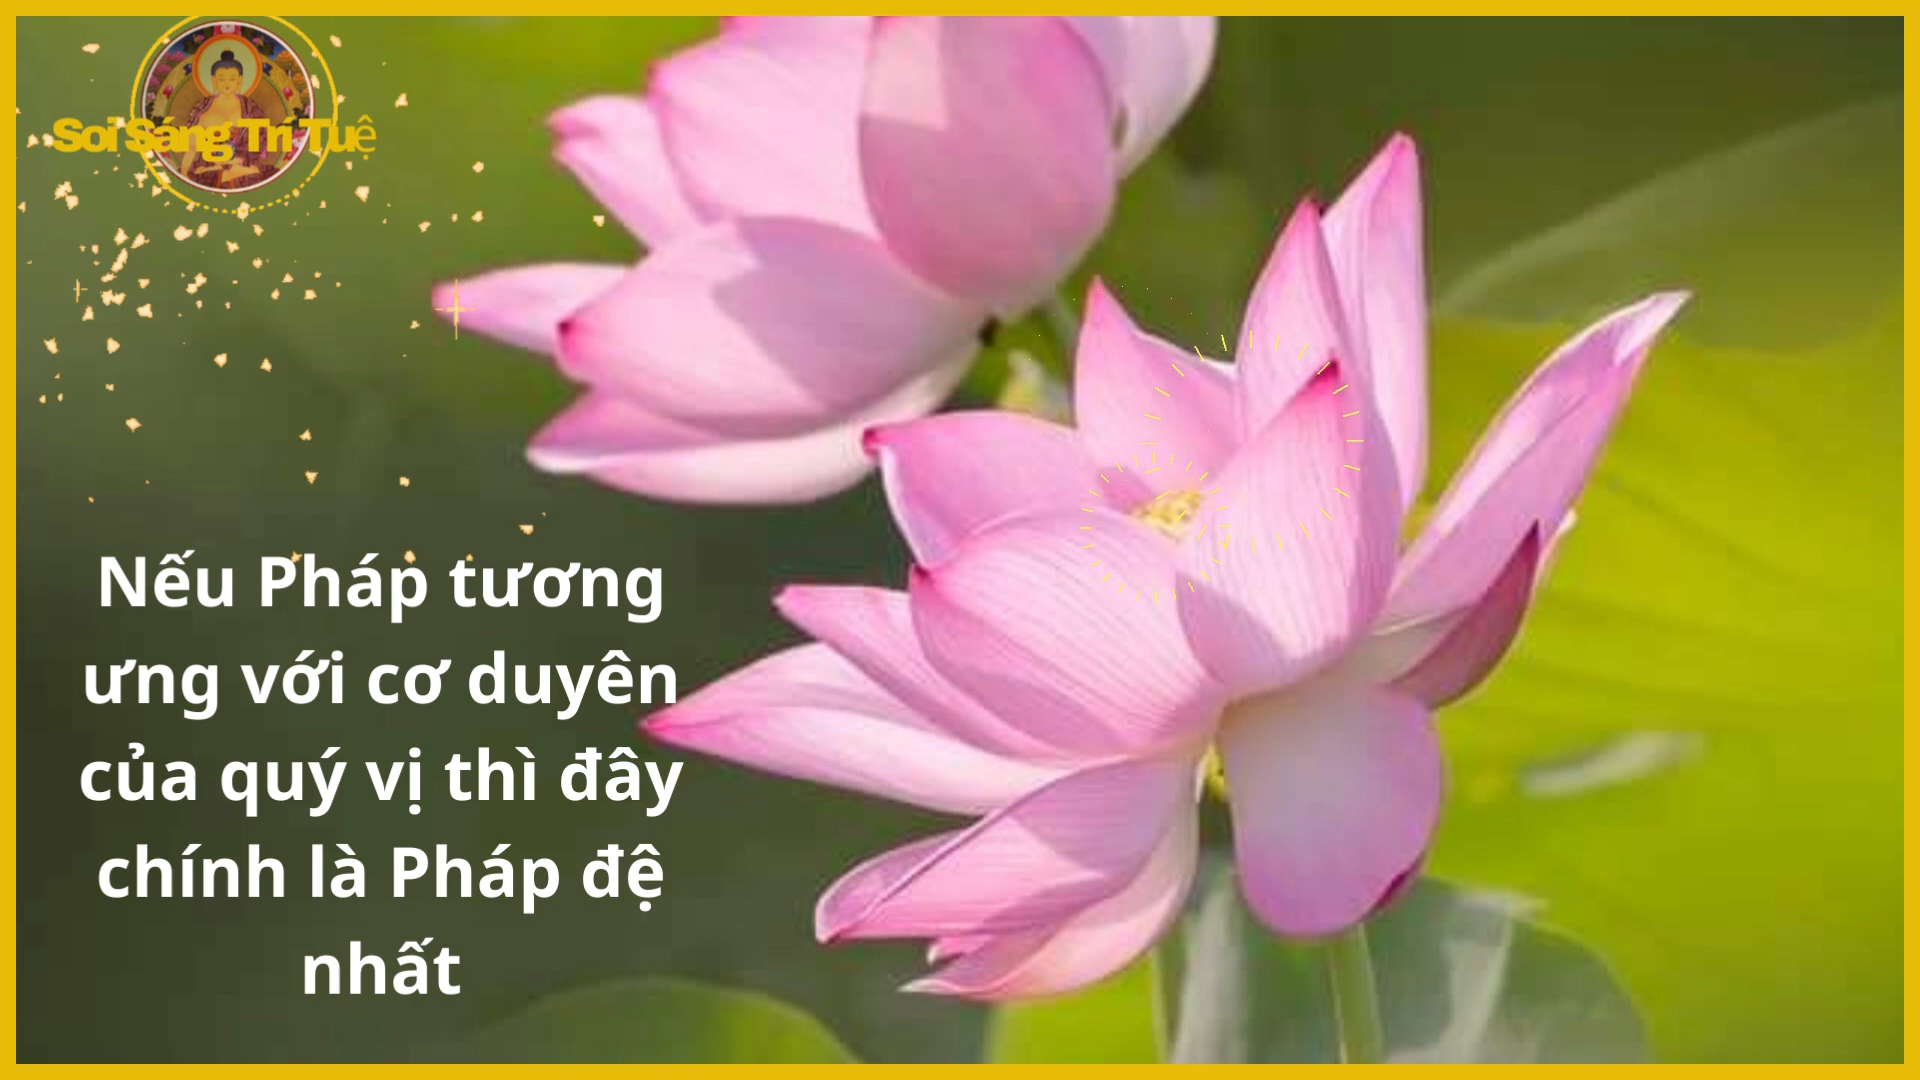 Soi Sáng Trí Tuệ
Nếu Pháp tương
ưng với cơ duyên
của quý vị thì đây
chính là Pháp đệ
nhất